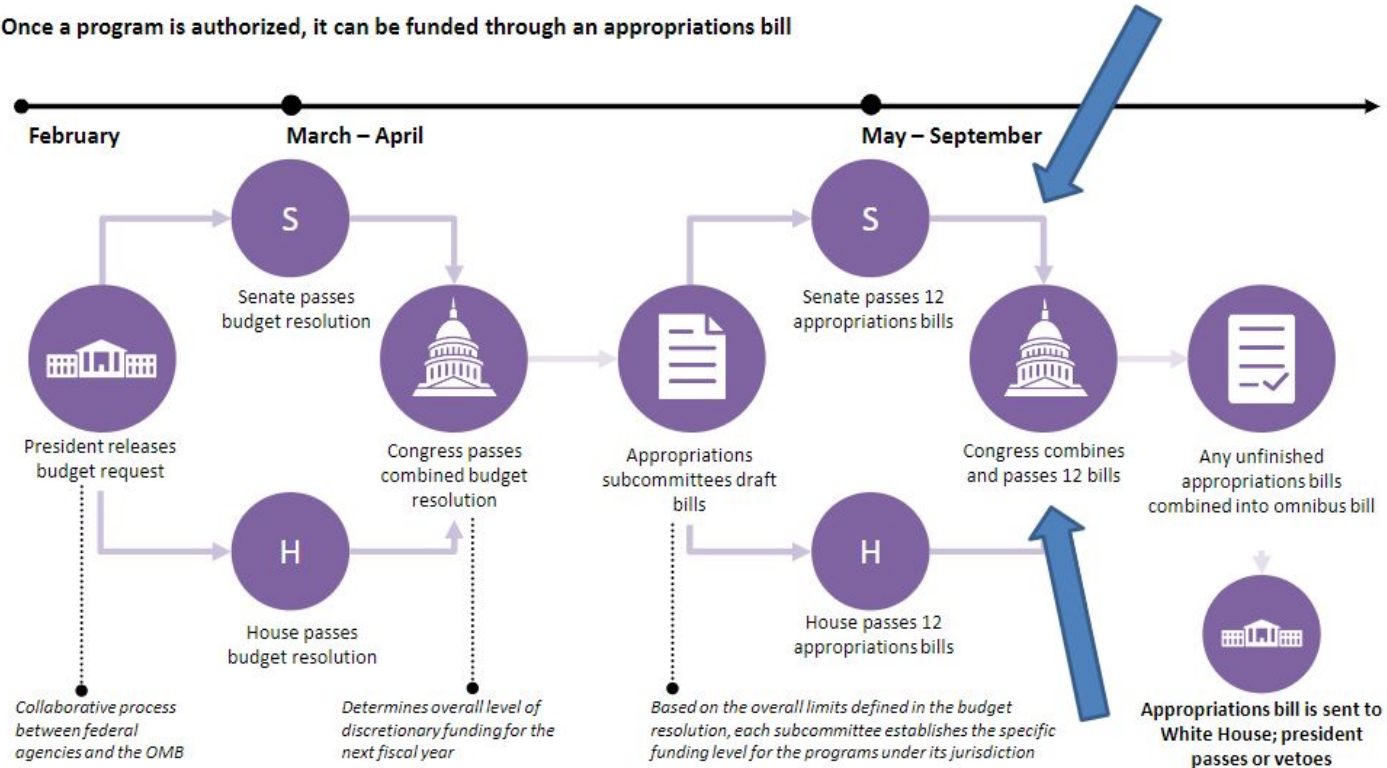 Once a program is authorized, it can be funded through an appropriations bill
February
March – April
May – September
S
Senate passes
budget resolution
S
Senate passes 12
appropriations bills
President releases
budget request
Congress passes
combined budget
resolution
Appropriations
subcommittees draft
bills
Congress combines
and passes 12 bills
Any unfinished
appropriations bills
combined into omnibus bill
H
House passes
budget resolution
H
House passes 12
appropriations bills
Collaborative process
between federal
agencies and the OMB
Determines overall level of
discretionary funding for the
next fiscal year
Based on the overall limits defined in the budget
resolution, each subcommittee establishes the specific
funding level for the programs under its jurisdiction
Appropriations bill is sent to
White House; president
passes or vetoes